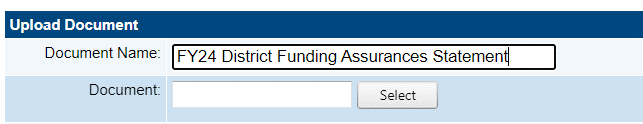 Upload Document
Document Name: FY24 District Funding Assurances Statement
Document: Select